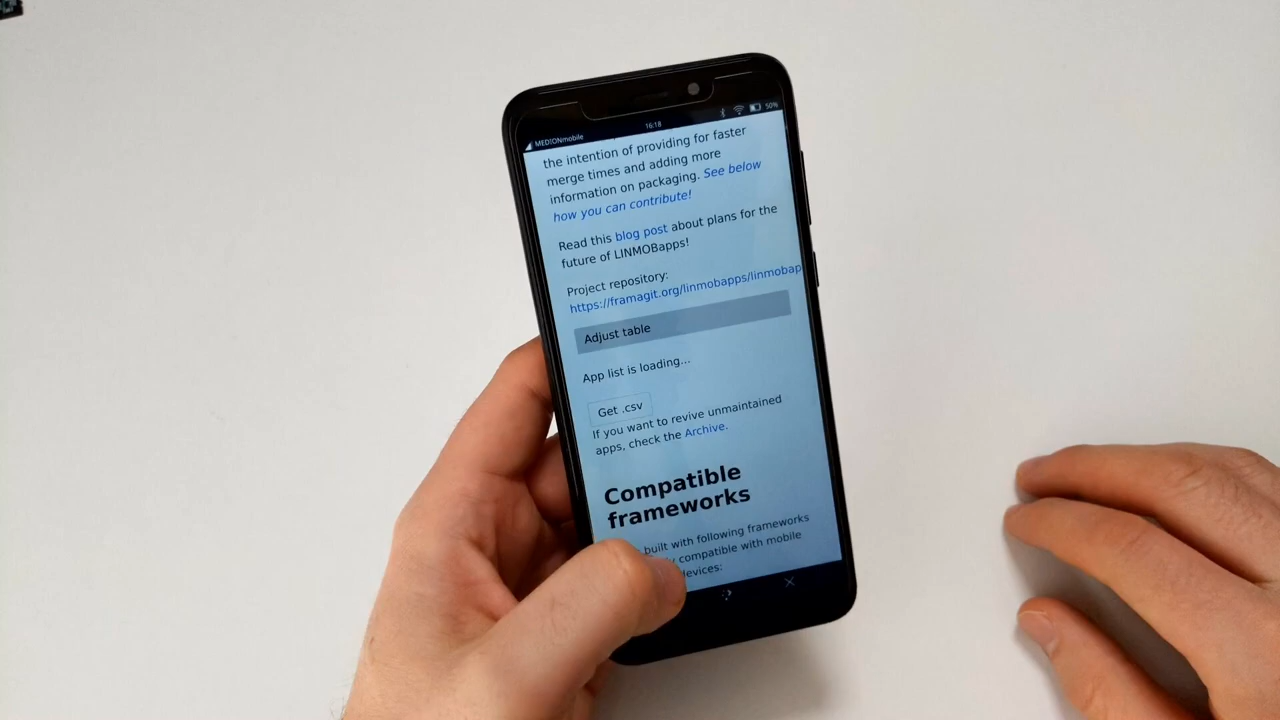 MEDIONmobile 16:18 50%
the intention of providing for faster
merge times and adding more
information on packaging. See below
how you can contribute!
Read this blog post about plans for the
future of LINMOBapps!
Project repository:
https://framagit.org/linmobapps/linmobap
Adjust table
App list is loading...
Get .csv
If you want to revive unmaintained
apps, check the Archive.
Compatible
frameworks
built with following frameworks
compatible with mobile
devices: